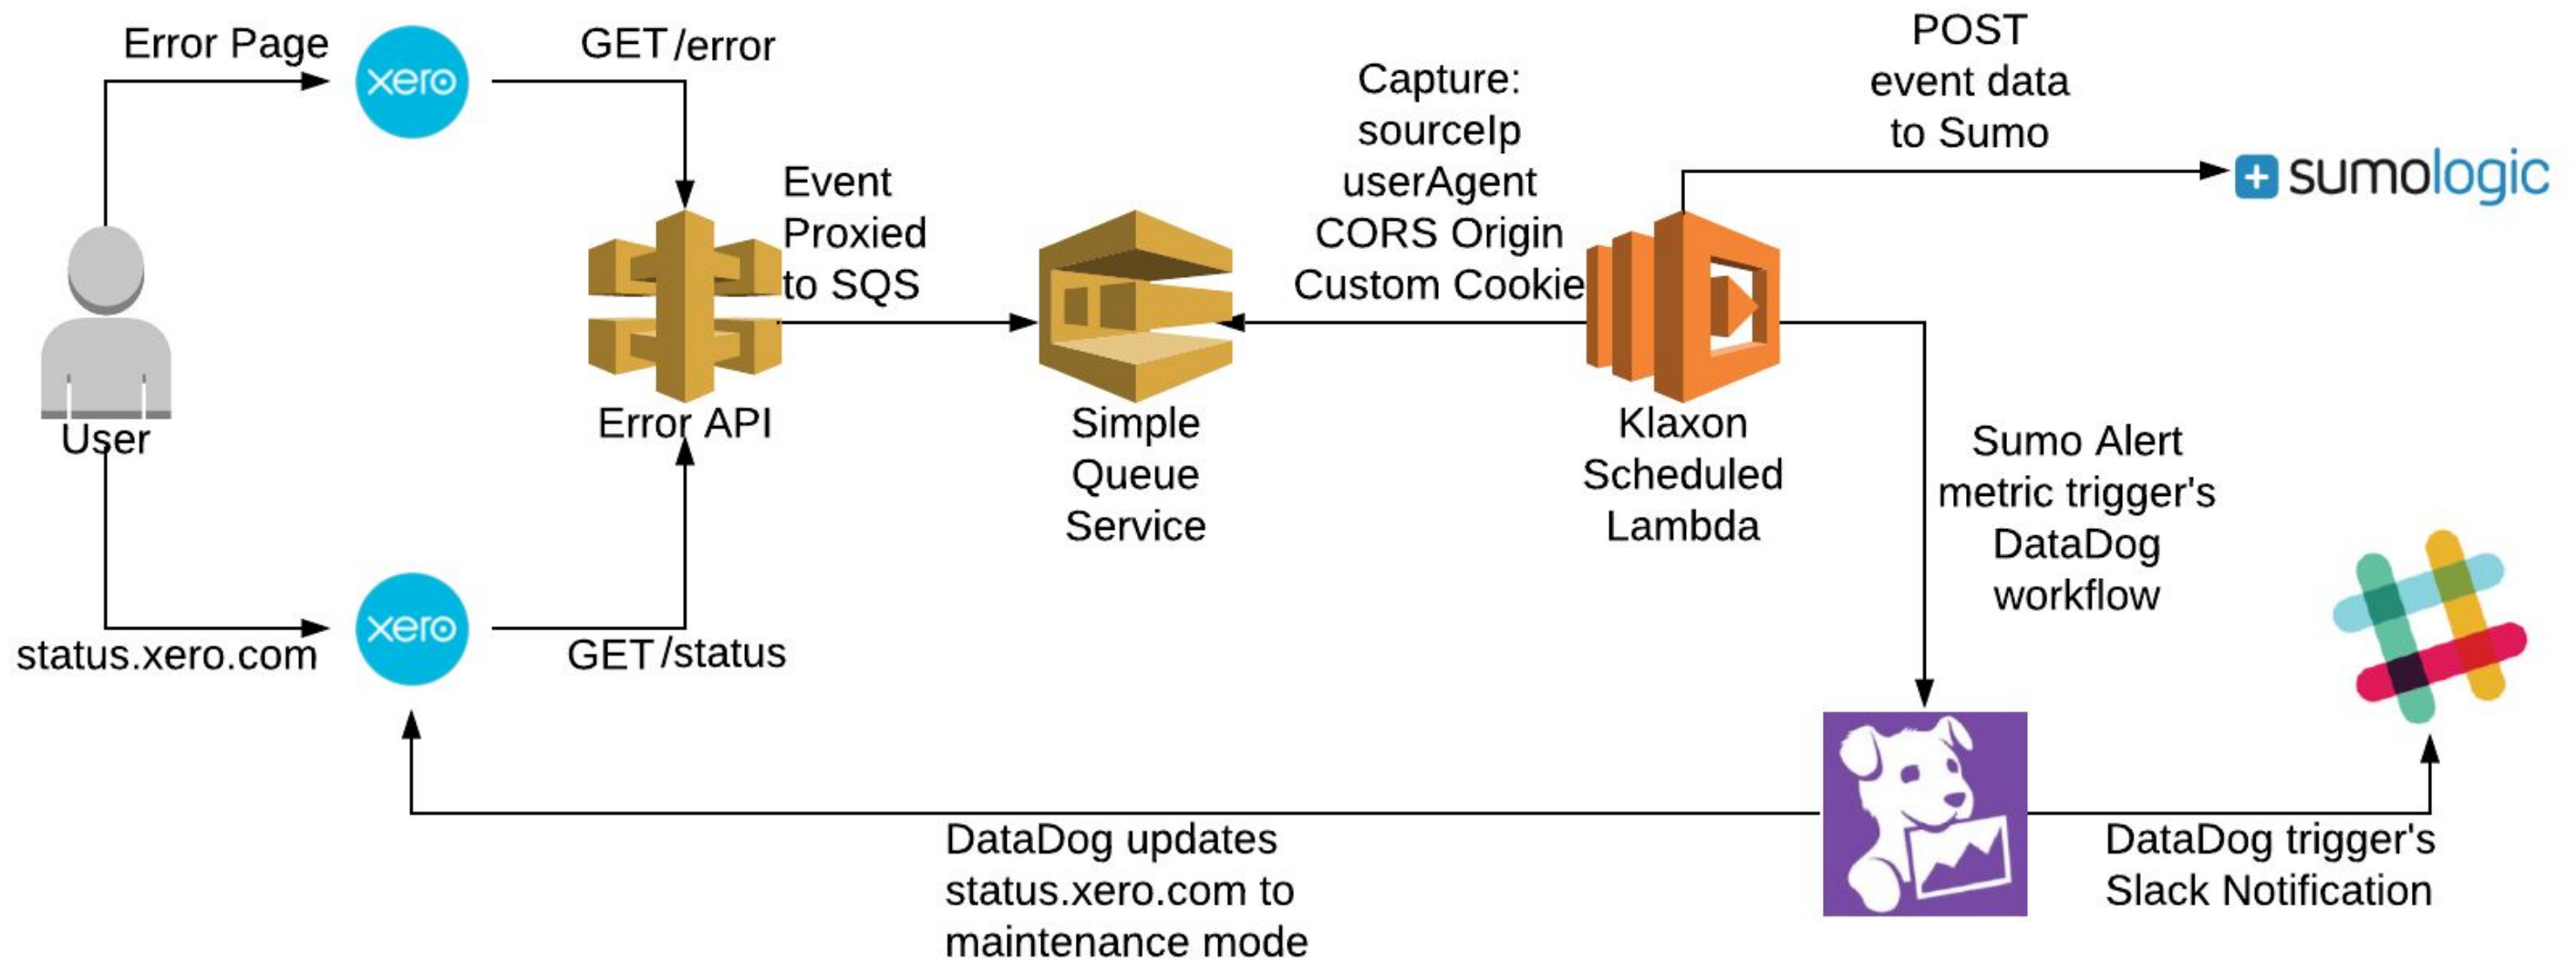 Error Page
xero
GET /error
Event
Proxied
to SQS
Capture:
sourceIp
userAgent
CORS Origin
Custom Cookie
POST
event data
to Sumo
sumologic
User
Error API
Simple
Queue
Service
Klaxon
Scheduled
Lambda
Sumo Alert
metric trigger's
DataDog
workflow
status.xero.com
xero
GET /status
DataDog updates
status.xero.com to
maintenance mode
DataDog trigger's
Slack Notification